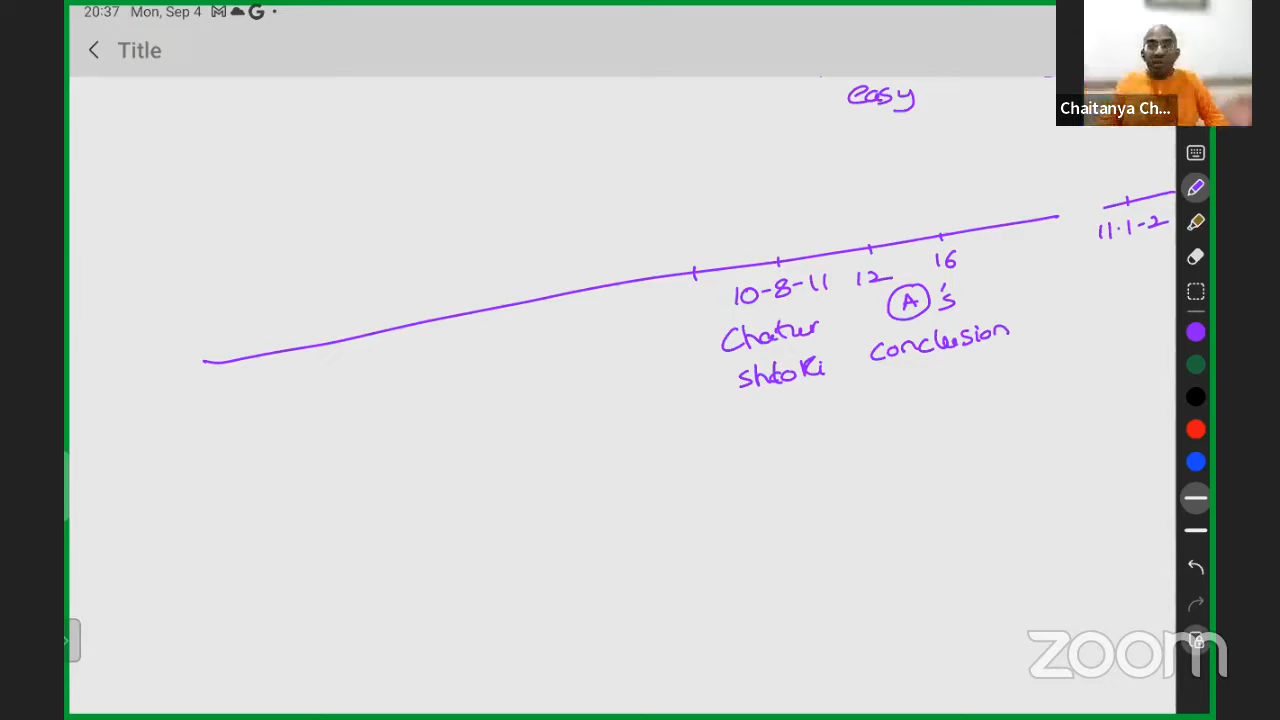 20:37 Mon, Sep 4
Title
Chaitanya Ch...
easy
11.1-2
10-8-11 12 16
A's
Chatur conclusion
shloki
zoom